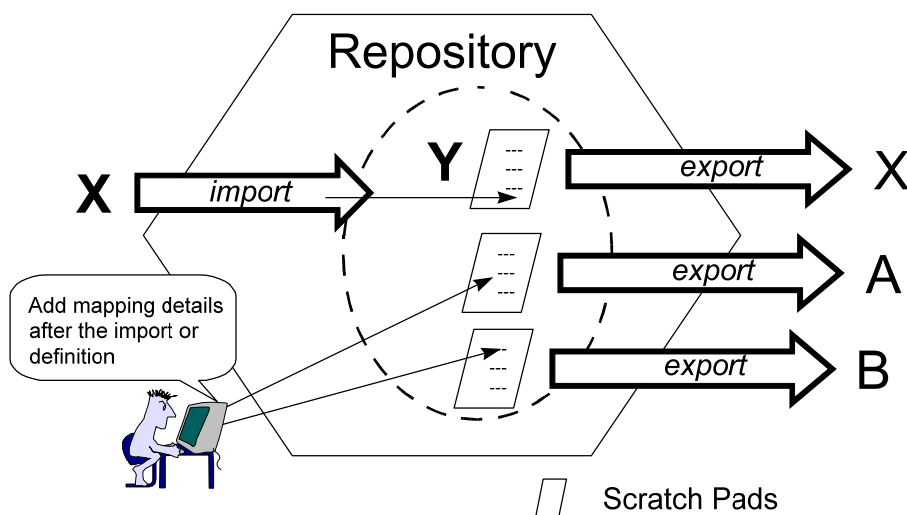 Repository
Y
---
---
---
export
X
X
import
---
---
---
export
A
Add mapping details
after the import or
definition
---
---
---
export
B
Scratch Pads